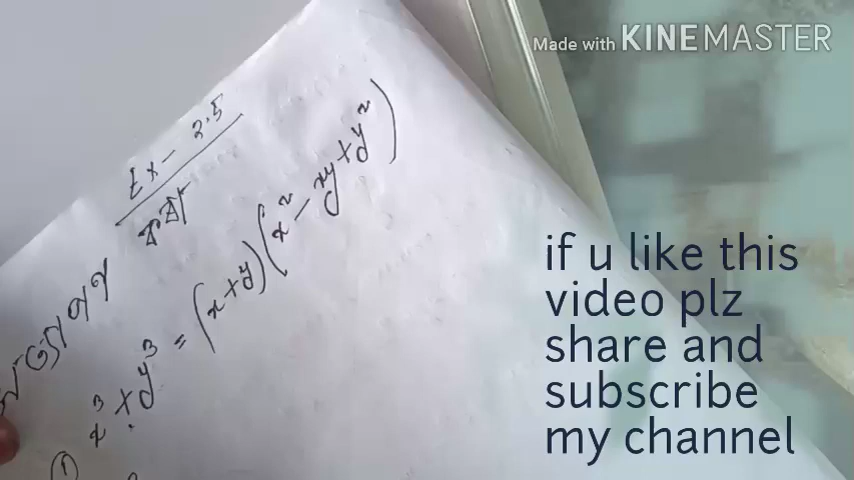 Made with KINEMASTER
Ex - 2.5
x³ + y³ = (x+y)(x² - xy + y²)
①
if u like this
video plz
share and
subscribe
my channel